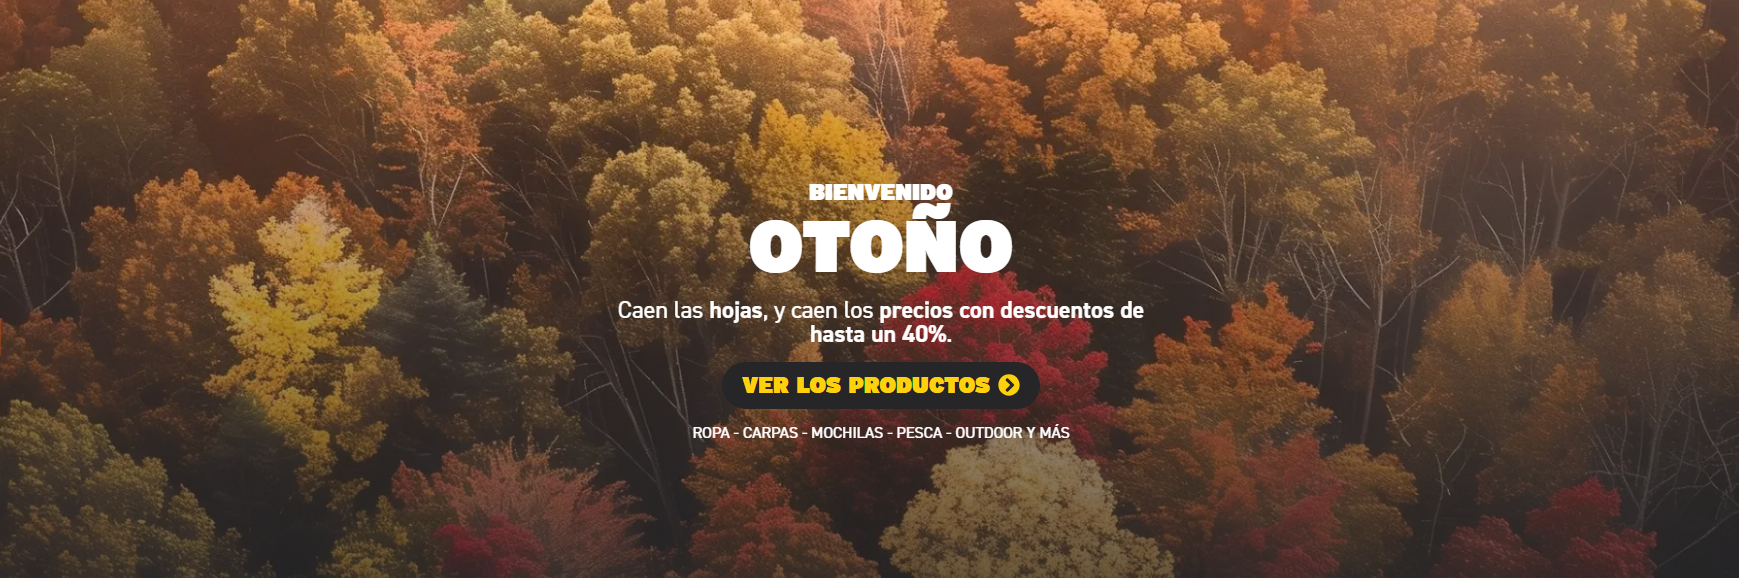 BIENVENIDO
OTOÑO
Caen las hojas, y caen los precios con descuentos de
hasta un 40%.
VER LOS PRODUCTOS
ROPA - CARPAS - MOCHILAS - PESCA - OUTDOOR Y MÁS